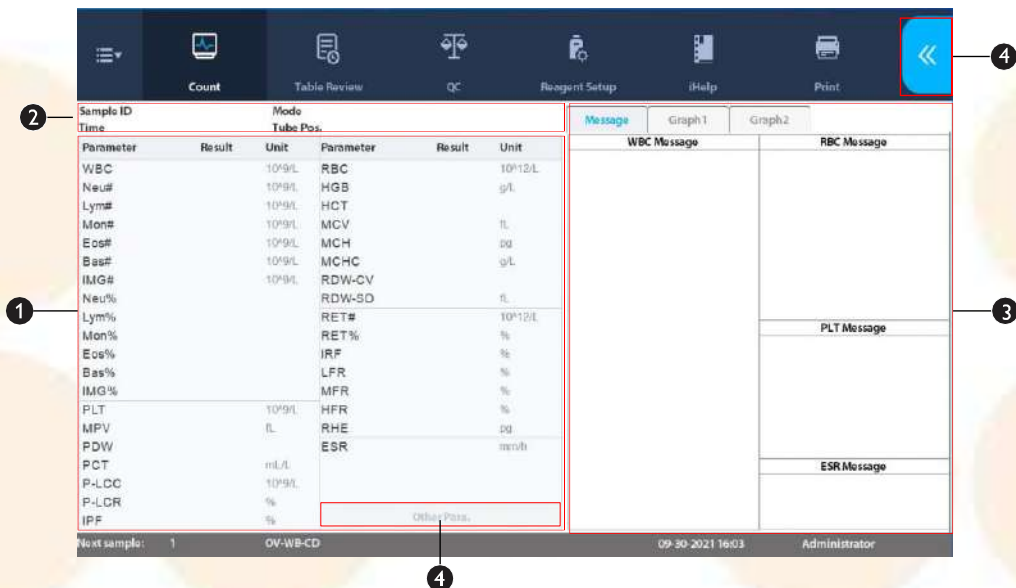 Count Table Review QC Reagent Setup iHelp Print
4
2
Sample ID Mode
Time Tube Pos.
Message Graph1 Graph2
Parameter Result Unit Parameter Result Unit
WBC Message RBC Message
WBC 10^9/L RBC 10^12/L
Neu# 10^9/L HGB g/L
Lym# 10^9/L HCT
Mon# 10^9/L MCV fL
Eos# 10^9/L MCH pg
Bas# 10^9/L MCHC g/L
IMG# 10^9/L RDW-CV
Neu% RDW-SD fL
1
3
Lym% RET# 10^12/L
Mon% RET% %
PLT Message
Eos% IRF %
Bas% LFR %
IMG% MFR %
PLT 10^9/L HFR %
MPV fL RHE pg
PDW ESR mm/h
PCT mL/L
ESR Message
P-LCC 10^9/L
P-LCR %
IPF % Other Para.
Next sample: 1 OV-WB-CD 09-30-2021 16:03 Administrator
4